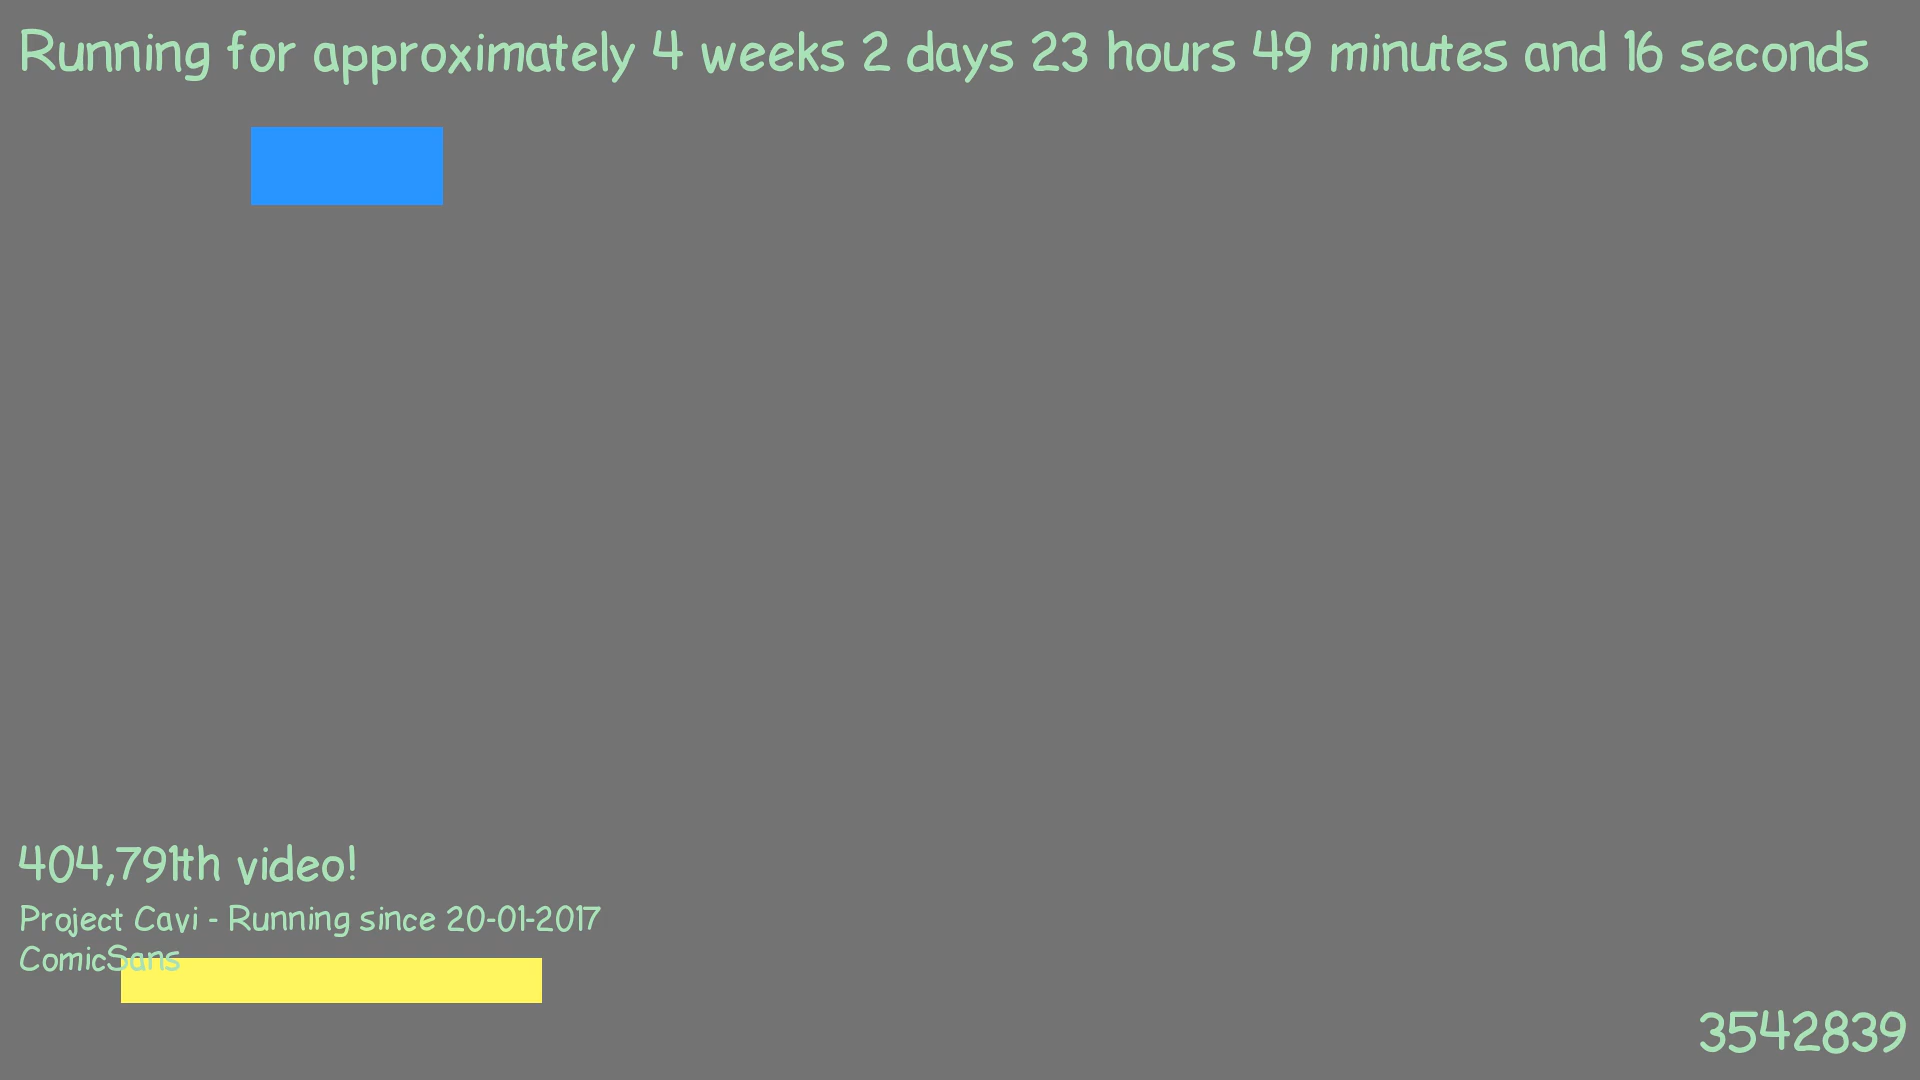 Running for approximately 4 weeks 2 days 23 hours 49 minutes and 16 seconds
404,791th video!
Project Cavi - Running since 20-01-2017
ComicSans
3542839